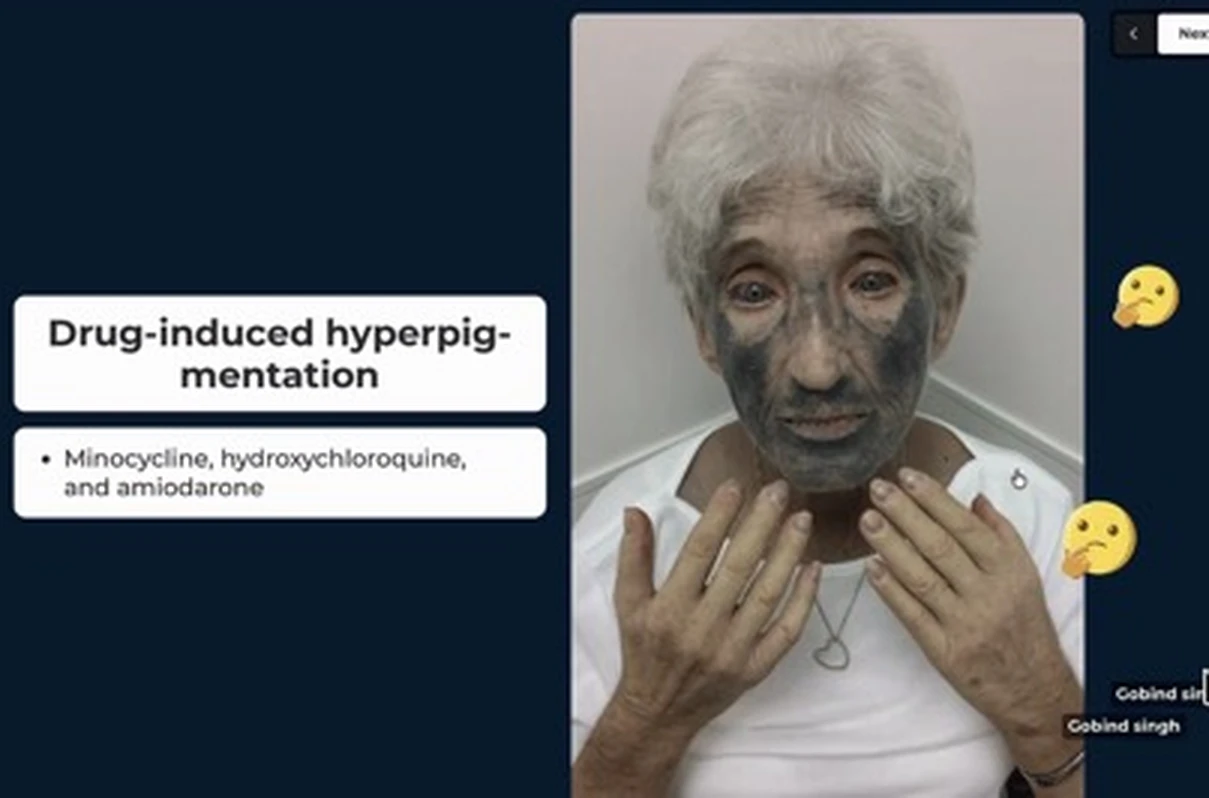 Drug-induced hyperpig-
mentation
• Minocycline, hydroxychloroquine,
and amiodarone
Gobind singh